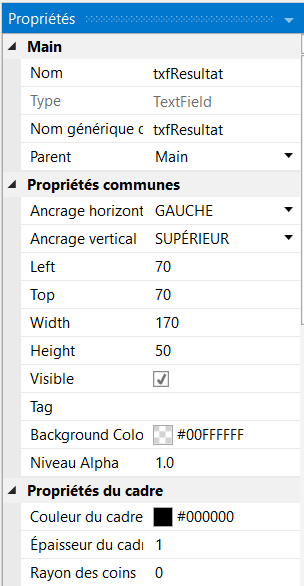 Propriétés
Main
Nom txfResultat
Type TextField
Nom générique d txfResultat
Parent Main
Propriétés communes
Ancrage horizont GAUCHE
Ancrage vertical SUPÉRIEUR
Left 70
Top 70
Width 170
Height 50
Visible
Tag
Background Colo #00FFFFFF
Niveau Alpha 1.0
Propriétés du cadre
Couleur du cadre #000000
Épaisseur du cadr 1
Rayon des coins 0